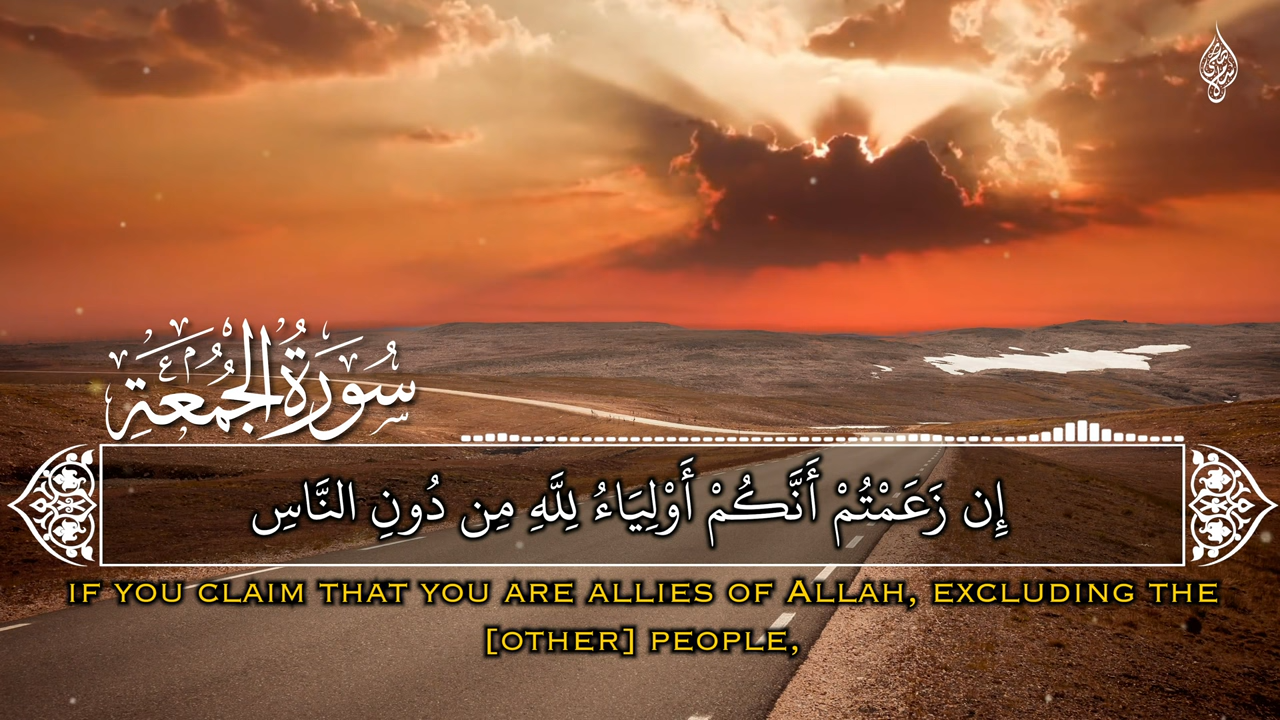 سُورَةُ الجُمُعَةِ
إِن زَعَمْتُمْ أَنَّكُمْ أَوْلِيَاءُ لِلَّهِ مِن دُونِ النَّاسِ
IF YOU CLAIM THAT YOU ARE ALLIES OF ALLAH, EXCLUDING THE
[OTHER] PEOPLE,